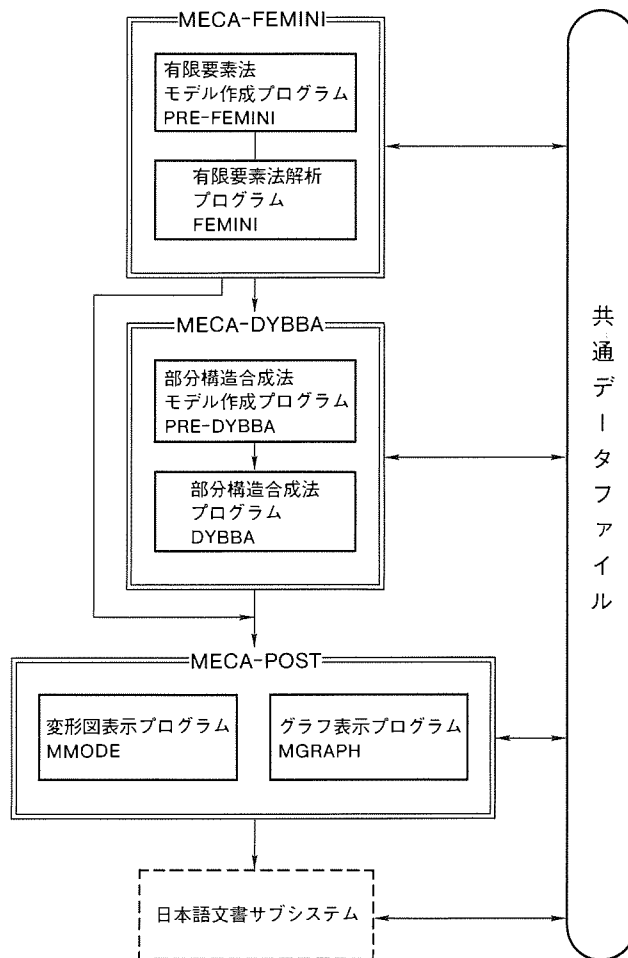 MECA-FEMINI
有限要素法
モデル作成プログラム
PRE-FEMINI
有限要素法解析
プログラム
FEMINI
MECA-DYBBA
部分構造合成法
モデル作成プログラム
PRE-DYBBA
部分構造合成法
プログラム
DYBBA
MECA-POST
変形図表示プログラム
MMODE
グラフ表示プログラム
MGRAPH
日本語文書サブシステム
共通データファイル